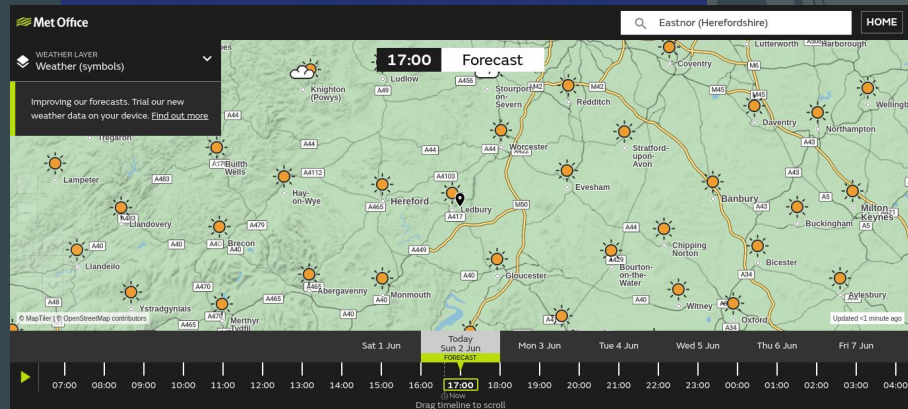 Met Office
Eastnor (Herefordshire)
HOME
WEATHER LAYER
Weather (symbols)
17:00 Forecast
Improving our forecasts. Trial our new
weather data on your device. Find out more
Lutterworth
Harborough
Coventry
M6
Knighton
(Powys)
Ludlow
A49
A456
Stourport-
on-
Severn
M42
M42
Redditch
M45
M45
Daventry
Northampton
A44
A43
Tregaron
Builth
Wells
A44
A44
Worcester
Stratford-
upon-
Avon
Lampeter
A483
A4112
Hay-
on-Wye
A4103
A465
Hereford
Ledbury
A417
M50
Evesham
Banbury
A43
A5
Milton
Keynes
A421
A5
Buckingham
Llandovery
A479
A44
A40
A40
Brecon
A40
A449
Chipping
Norton
Llandeilo
A40
Gloucester
A429
Bourton-
on-the-
Water
A34
Bicester
A470
A465
A465
Abergavenny
A40
Monmouth
A40
Witney
Oxford
Aylesbury
A48
Ystradgynlais
A465
A470
Merthyr
Tydfil
A40
A34
© MapTiler | © OpenStreetMap contributors
Updated <1 minute ago
Sat 1 Jun
Today
Sun 2 Jun
FORECAST
Mon 3 Jun
Tue 4 Jun
Wed 5 Jun
Thu 6 Jun
Fri 7 Jun
07:00 08:00 09:00 10:00 11:00 12:00 13:00 14:00 15:00 16:00 17:00 18:00 19:00 20:00 21:00 22:00 23:00 00:00 01:00 02:00 03:00 04:00
Now
Drag timeline to scroll